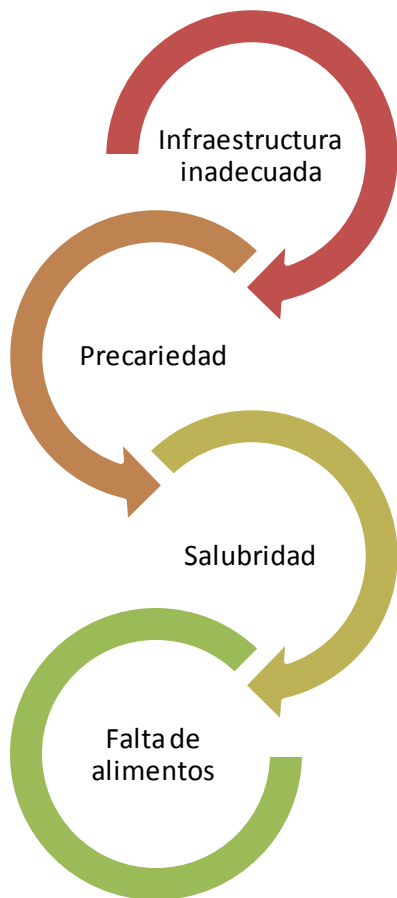 Infraestructura
inadecuada
Precariedad
Salubridad
Falta de
alimentos